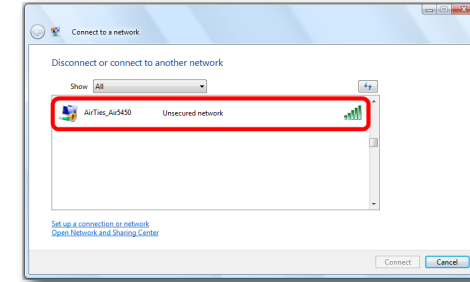 Connect to a network
Disconnect or connect to another network
Show All
AirTies_Air5450 Unsecured network
Set up a connection or network
Open Network and Sharing Center
Connect Cancel